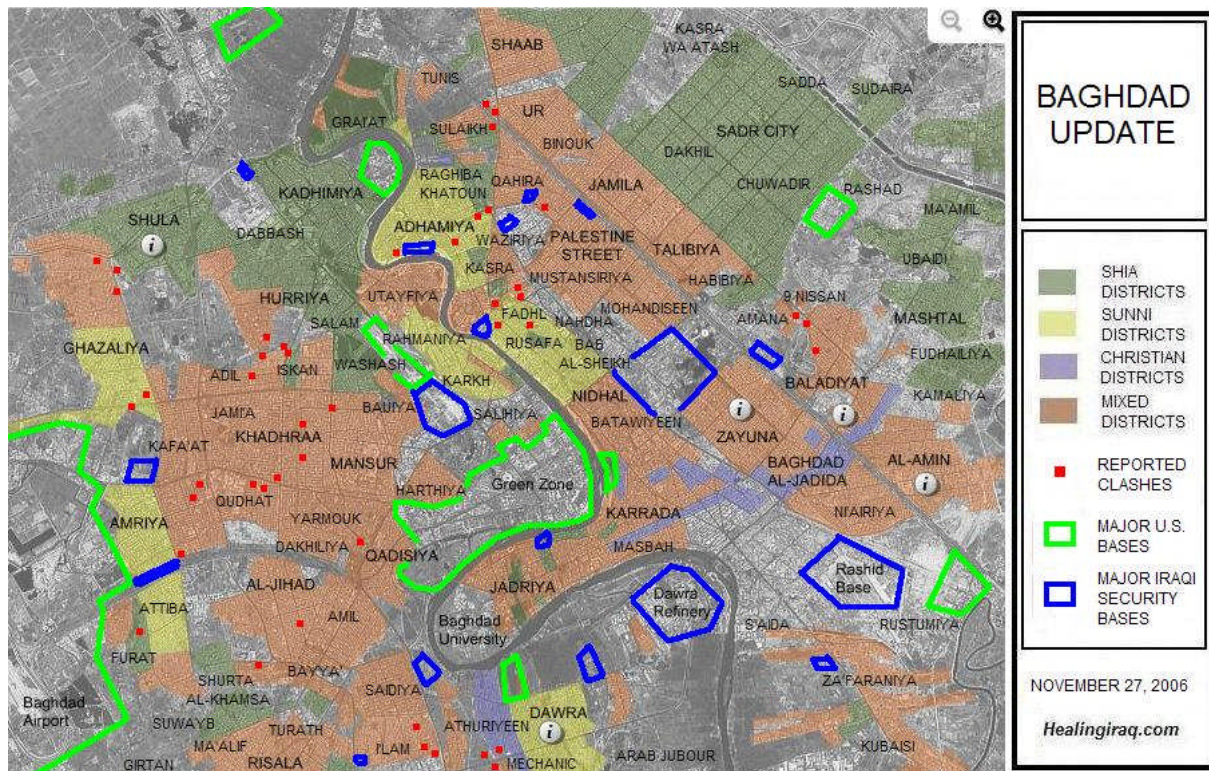 SHAAB
KASRA
WA ATASH
TUNIS
SADDA
SUDAIRA
UR
GRAI'AT
SULAIKH
BINOUK
SADR CITY
DAKHIL
KADHIMIYA
RAGHIBA
KHATOUN
QAHIRA
JAMILA
CHUWADIR
RASHAD
MA'AMIL
SHULA
DABBASH
ADHAMIYA
WAZIRIYA
PALESTINE
STREET
TALIBIYA
UBAIDI
KASRA
MUSTANSIRIYA
HABIBIYA
HURRIYA
UTAYFIYA
MOHANDISEEN
9 NISSAN
AMANA
MASHTAL
SALAM
FADHL
NAHDHA
GHAZALIYA
RAHMANIYA
RUSAFA
BAB
AL-SHEIKH
FUDHAILIYA
ADIL
ISKAN
WASHASH
KARKH
NIDHAL
BALADIYAT
KAMALIYA
JAMI'A
BAUIYA
SALIHIYA
BATAWIYEEN
ZAYUNA
KAFA'AT
KHADHRAA
MANSUR
HARTHIYA
Green Zone
BAGHDAD
AL-JADIDA
AL-AMIN
QUDHAT
KARRADA
NI'AIRIYA
AMRIYA
YARMOUK
DAKHILIYA
QADISIYA
MASBAH
AL-JIHAD
JADRIYA
Dawra
Refinery
Rashid
Base
ATTIBA
AMIL
Baghdad
University
S'AIDA
RUSTUMIYA
FURAT
SHURTA
AL-KHAMSA
BAYYA'
SAIDIYA
ZA'FARANIYA
Baghdad
Airport
SUWAYB
TURATH
ATHURIYEEN
DAWRA
MA'ALIF
I'LAM
MECHANIC
ARAB JUBOUR
KUBAISI
GIRTAN
RISALA
BAGHDAD
UPDATE
SHIA
DISTRICTS
SUNNI
DISTRICTS
CHRISTIAN
DISTRICTS
MIXED
DISTRICTS
REPORTED
CLASHES
MAJOR U.S.
BASES
MAJOR IRAQI
SECURITY
BASES
NOVEMBER 27, 2006
Healingiraq.com